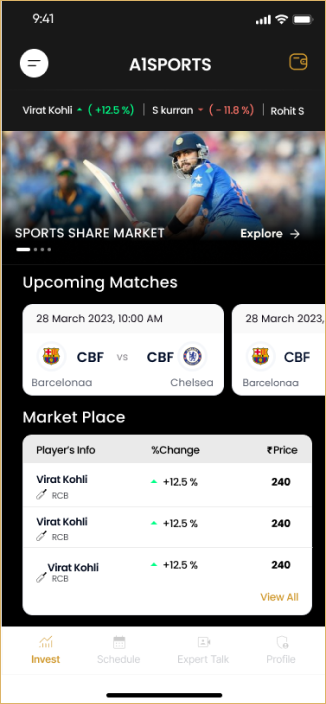 9:41
A1SPORTS
Virat Kohli ( +12.5 % ) | S kurran ( - 11.8 % ) | Rohit S
SPORTS SHARE MARKET Explore →
Upcoming Matches
28 March 2023, 10:00 AM 28 March 2023,
CBF vs CBF CBF
Barcelonaa Chelsea Barcelonaa
Market Place
Player's Info %Change ₹Price
Virat Kohli +12.5 % 240
RCB
Virat Kohli +12.5 % 240
RCB
Virat Kohli +12.5 % 240
RCB
View All
Invest Schedule Expert Talk Profile